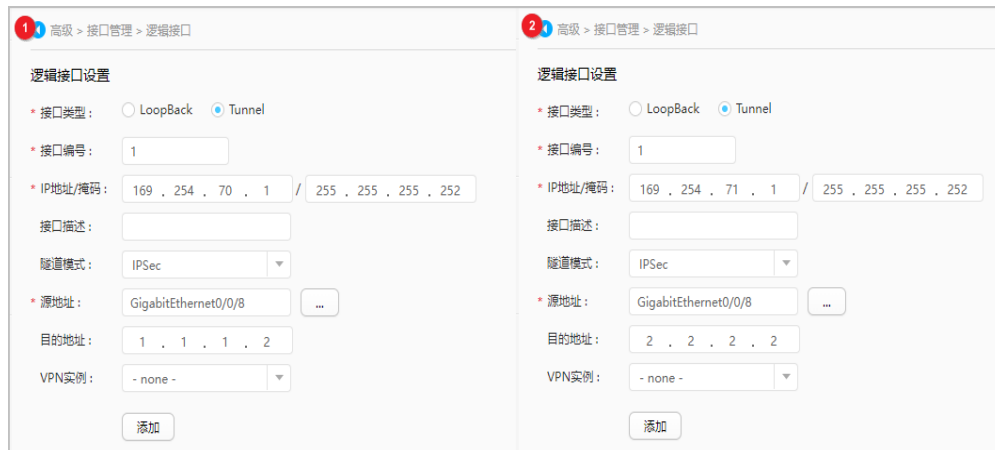 1 高级 > 接口管理 > 逻辑接口
逻辑接口设置
* 接口类型： LoopBack Tunnel
* 接口编号： 1
* IP地址/掩码： 169 . 254 . 70 . 1 / 255 . 255 . 255 . 252
接口描述：
隧道模式： IPSec
* 源地址： GigabitEthernet0/0/8 ...
目的地址： 1 . 1 . 1 . 2
VPN实例： - none -
添加
2 高级 > 接口管理 > 逻辑接口
逻辑接口设置
* 接口类型： LoopBack Tunnel
* 接口编号： 1
* IP地址/掩码： 169 . 254 . 71 . 1 / 255 . 255 . 255 . 252
接口描述：
隧道模式： IPSec
* 源地址： GigabitEthernet0/0/8 ...
目的地址： 2 . 2 . 2 . 2
VPN实例： - none -
添加